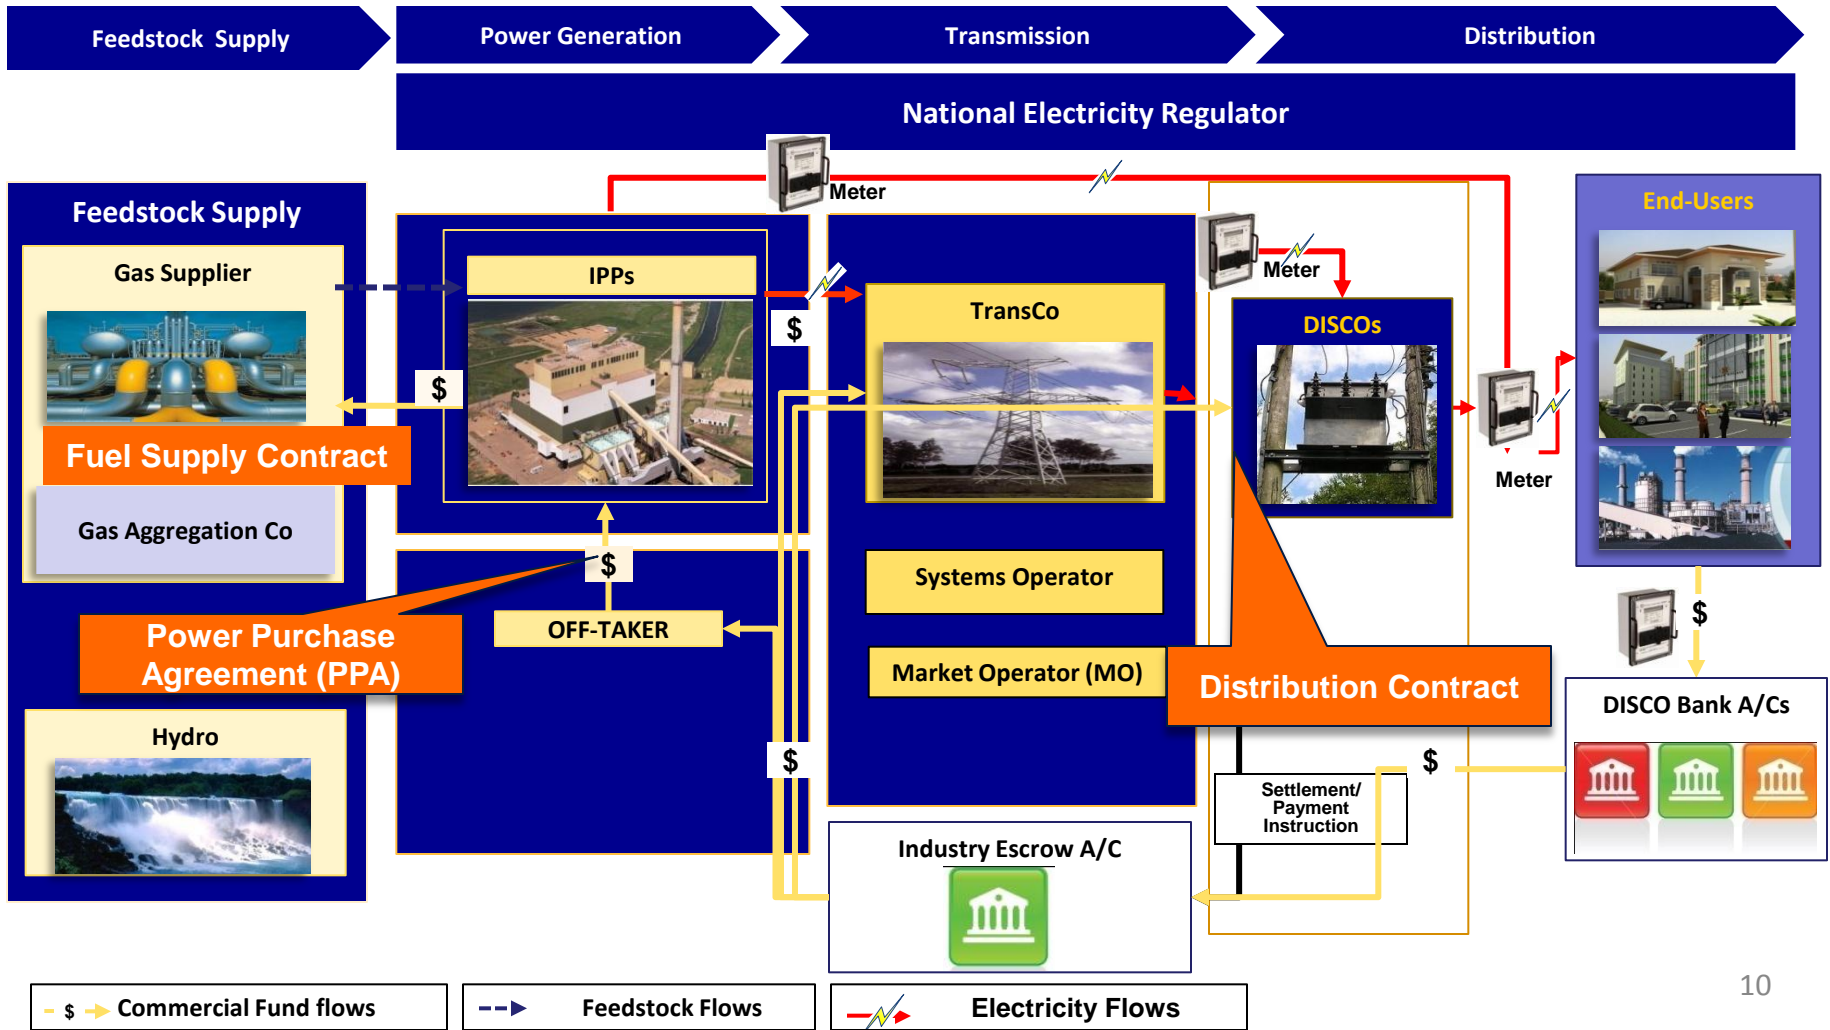 Feedstock Supply
Power Generation
Transmission
Distribution
National Electricity Regulator
Meter
Feedstock Supply
Gas Supplier
$
Fuel Supply Contract
Gas Aggregation Co
Power Purchase
Agreement (PPA)
Hydro
IPPs
$
$
OFF-TAKER
$
TransCo
Systems Operator
Market Operator (MO)
Industry Escrow A/C
Meter
DISCOs
Distribution Contract
Settlement/
Payment
Instruction
$
Meter
End-Users
$
DISCO Bank A/Cs
$ Commercial Fund flows
Feedstock Flows
Electricity Flows
10